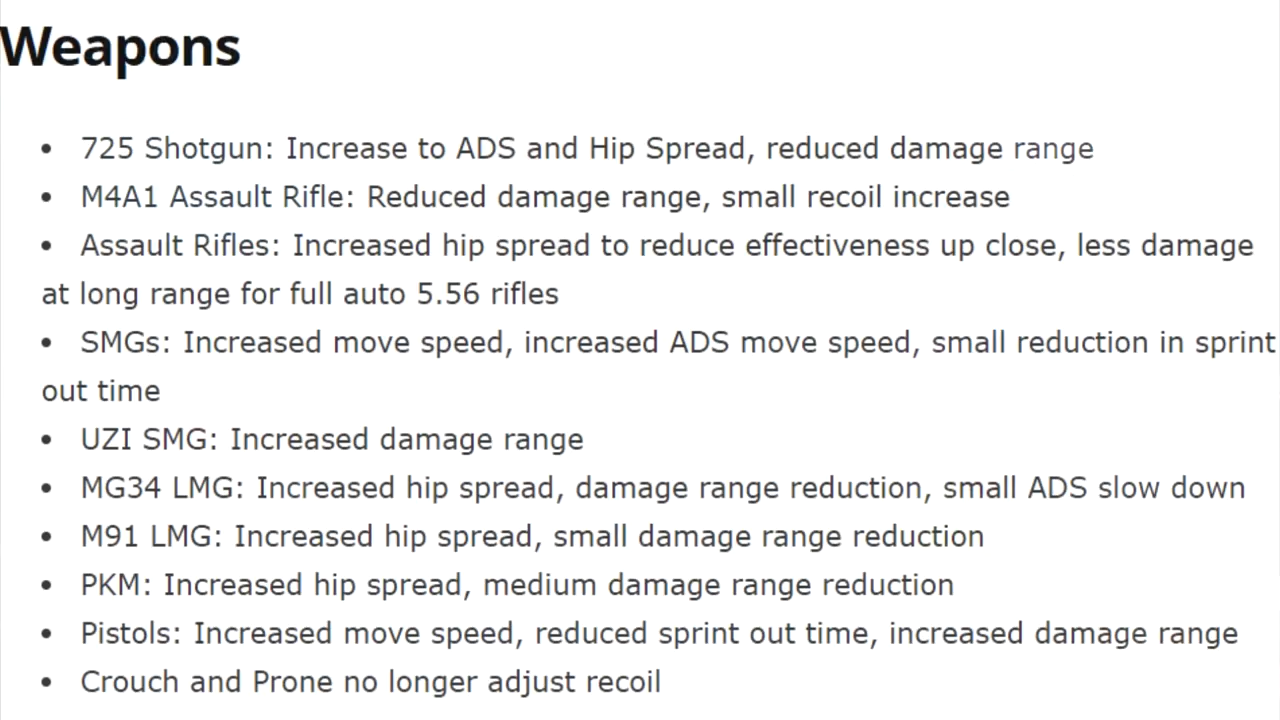 Weapons
• 725 Shotgun: Increase to ADS and Hip Spread, reduced damage range
• M4A1 Assault Rifle: Reduced damage range, small recoil increase
• Assault Rifles: Increased hip spread to reduce effectiveness up close, less damage
at long range for full auto 5.56 rifles
• SMGs: Increased move speed, increased ADS move speed, small reduction in sprint
out time
• UZI SMG: Increased damage range
• MG34 LMG: Increased hip spread, damage range reduction, small ADS slow down
• M91 LMG: Increased hip spread, small damage range reduction
• PKM: Increased hip spread, medium damage range reduction
• Pistols: Increased move speed, reduced sprint out time, increased damage range
• Crouch and Prone no longer adjust recoil